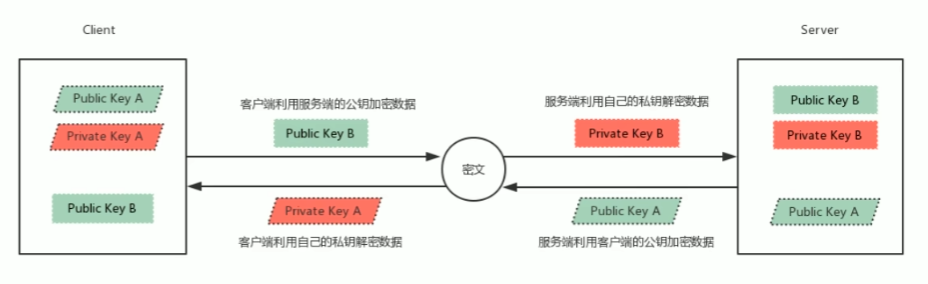 Client
Server
Public Key A
Private Key A
Public Key B
客户端利用服务端的公钥加密数据
Public Key B
服务端利用自己的私钥解密数据
Private Key B
密文
Private Key A
客户端利用自己的私钥解密数据
Public Key A
服务端利用客户端的公钥加密数据
Public Key B
Private Key B
Public Key A